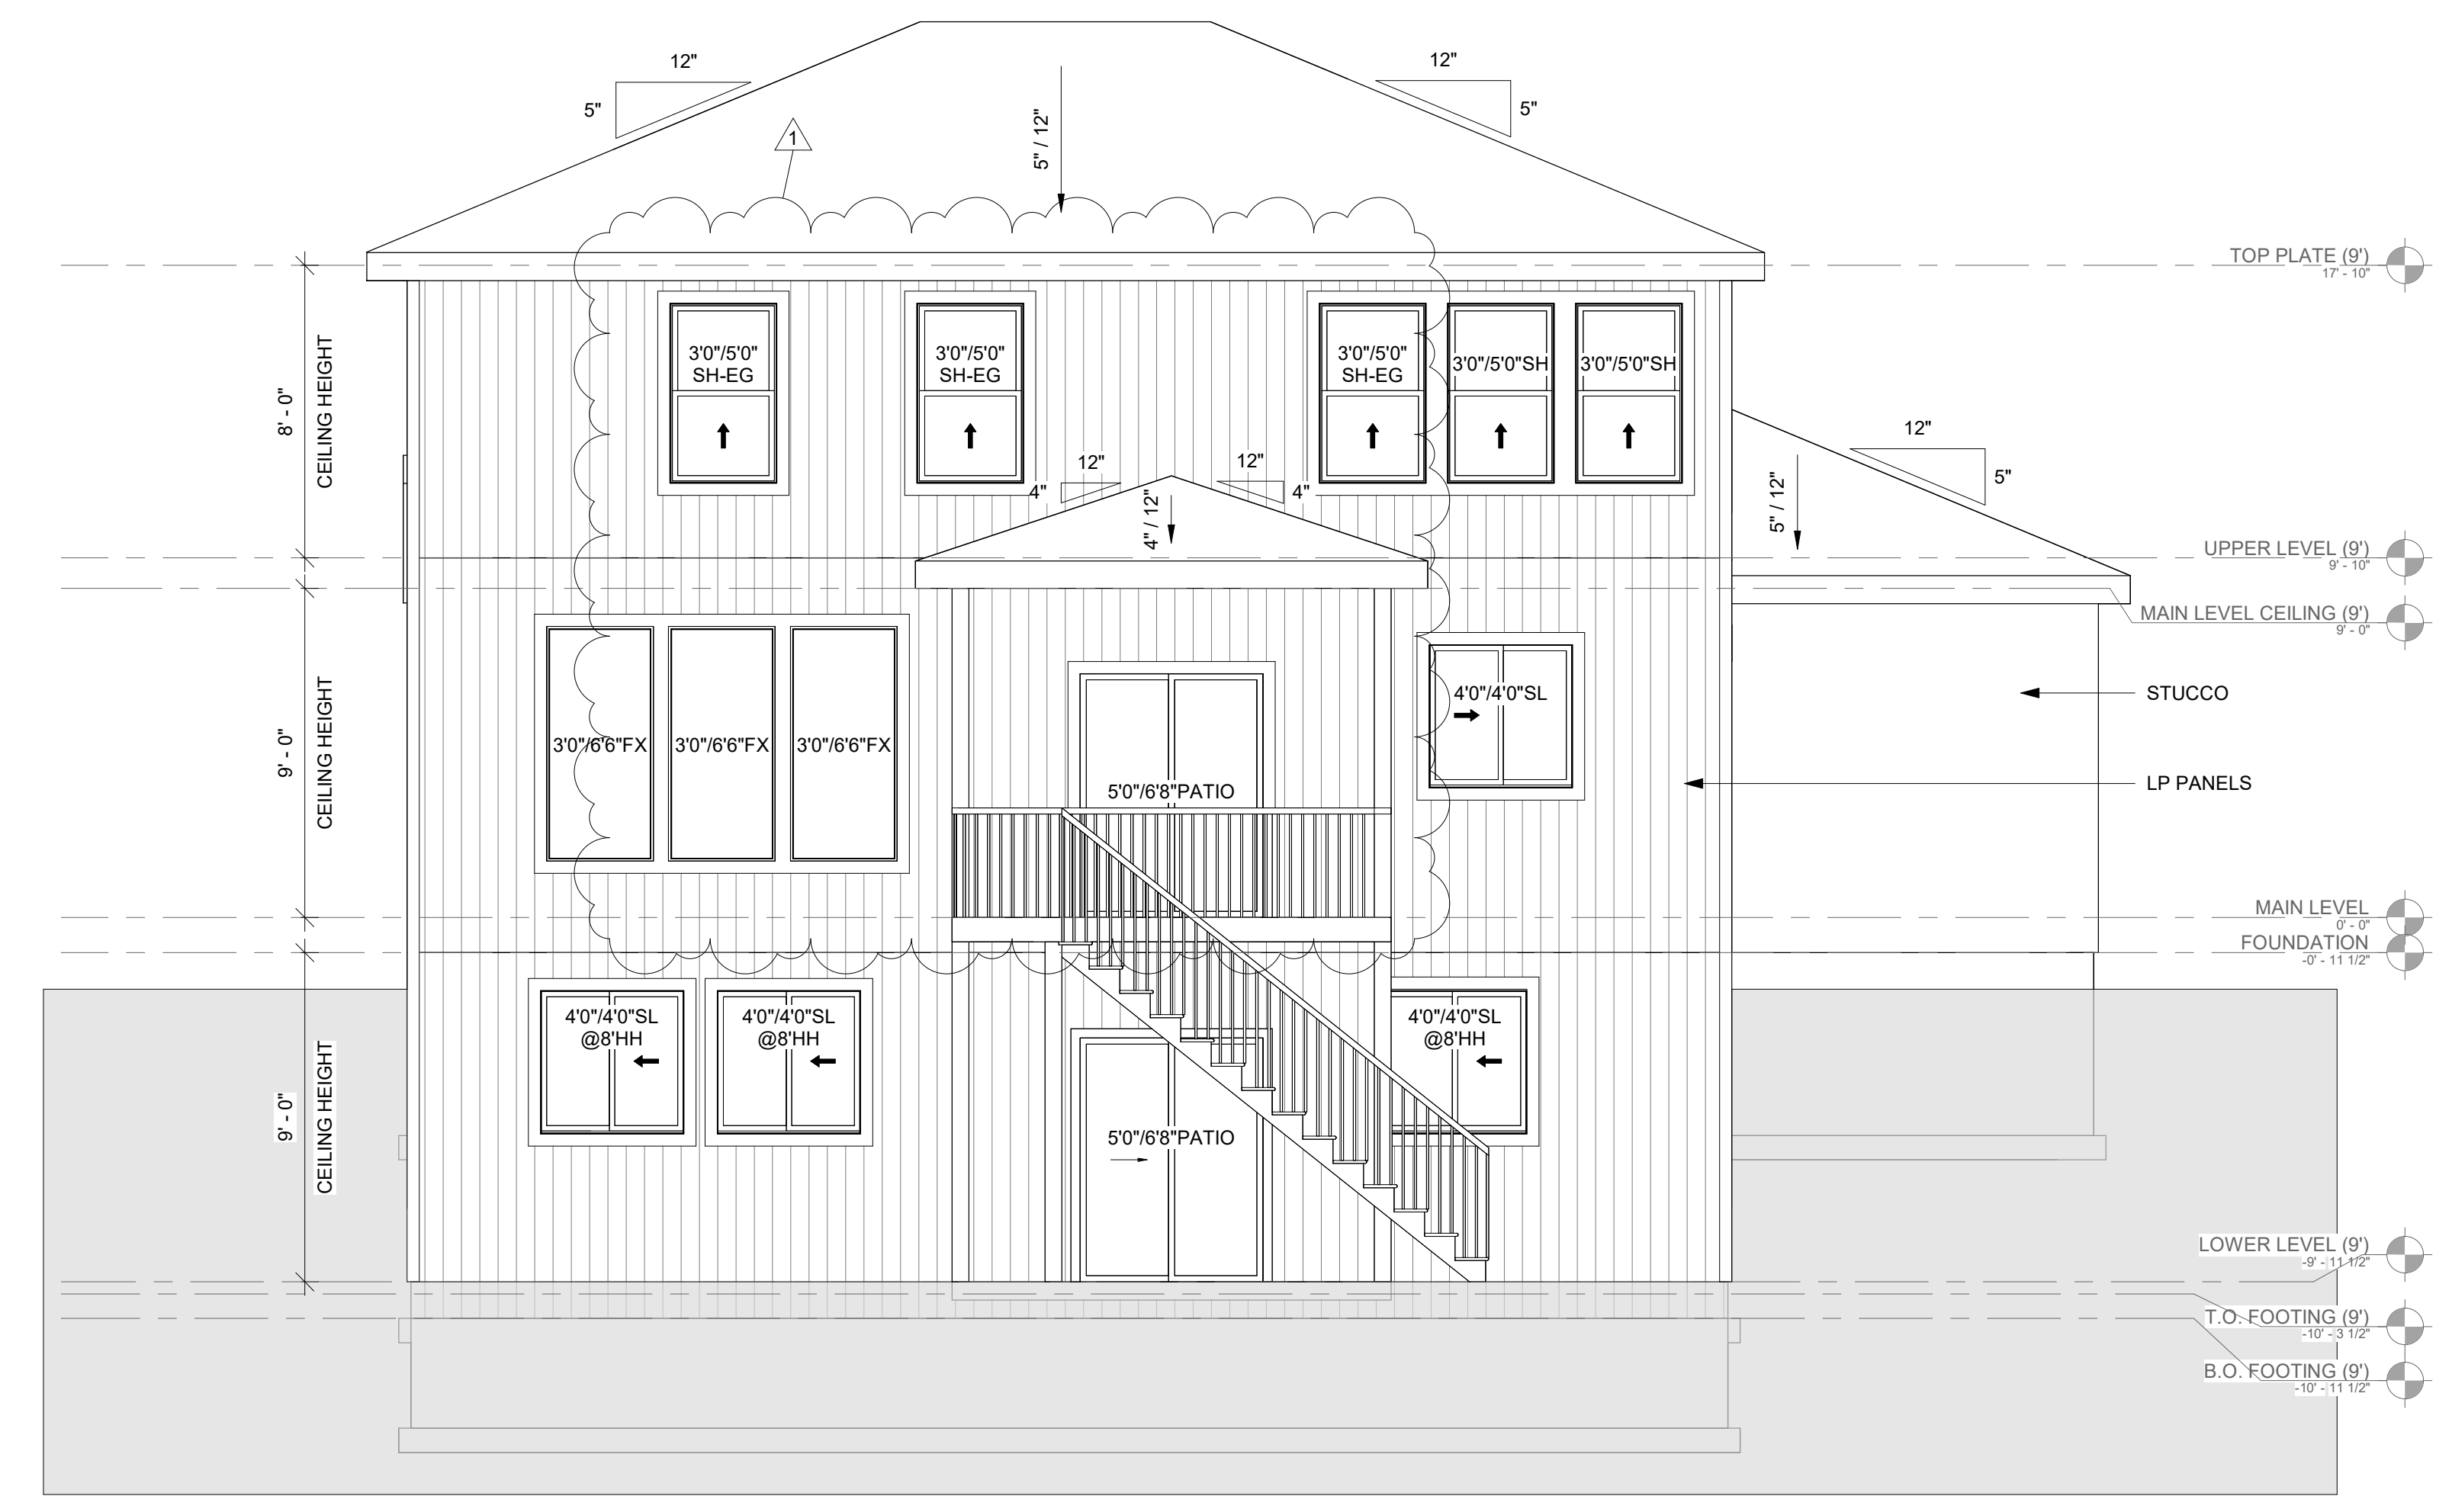 12"
5"
12"
5"
1
5" / 12"
TOP PLATE (9')
17' - 10"
8' - 0"
CEILING HEIGHT
3'0"/5'0"
SH-EG
3'0"/5'0"
SH-EG
3'0"/5'0"
SH-EG
3'0"/5'0"SH
3'0"/5'0"SH
12"
4"
12"
4"
4" / 12"
12"
5"
5" / 12"
UPPER LEVEL (9')
9' - 10"
MAIN LEVEL CEILING (9')
9' - 0"
9' - 0"
CEILING HEIGHT
3'0"/6'6"FX
3'0"/6'6"FX
3'0"/6'6"FX
5'0"/6'8"PATIO
4'0"/4'0"SL
STUCCO
LP PANELS
MAIN LEVEL
0' - 0"
FOUNDATION
-0' - 11 1/2"
9' - 0"
CEILING HEIGHT
4'0"/4'0"SL
@8'HH
4'0"/4'0"SL
@8'HH
4'0"/4'0"SL
@8'HH
5'0"/6'8"PATIO
LOWER LEVEL (9')
-9' - 11 1/2"
T.O. FOOTING (9')
-10' - 3 1/2"
B.O. FOOTING (9')
-10' - 11 1/2"